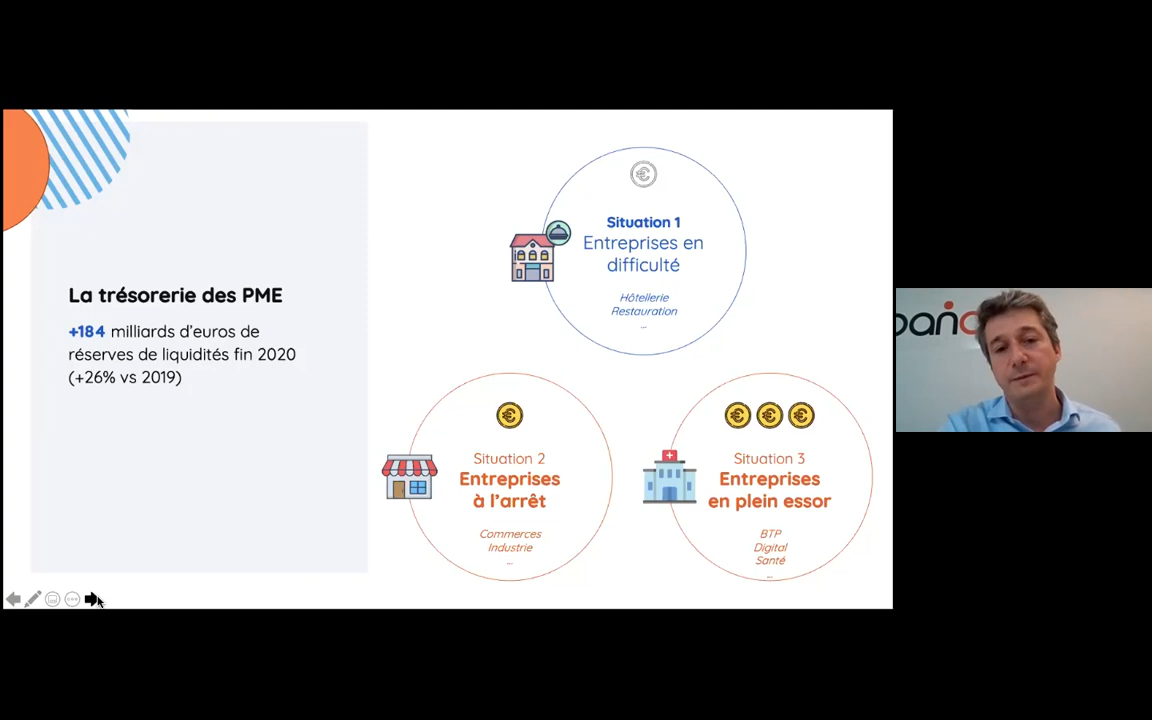 La trésorerie des PME
+184 milliards d'euros de
réserves de liquidités fin 2020
(+26% vs 2019)
Situation 1
Entreprises en
difficulté
Hôtellerie
Restauration
...
Situation 2
Entreprises
à l'arrêt
Commerces
Industrie
...
Situation 3
Entreprises
en plein essor
BTP
Digital
Santé
...